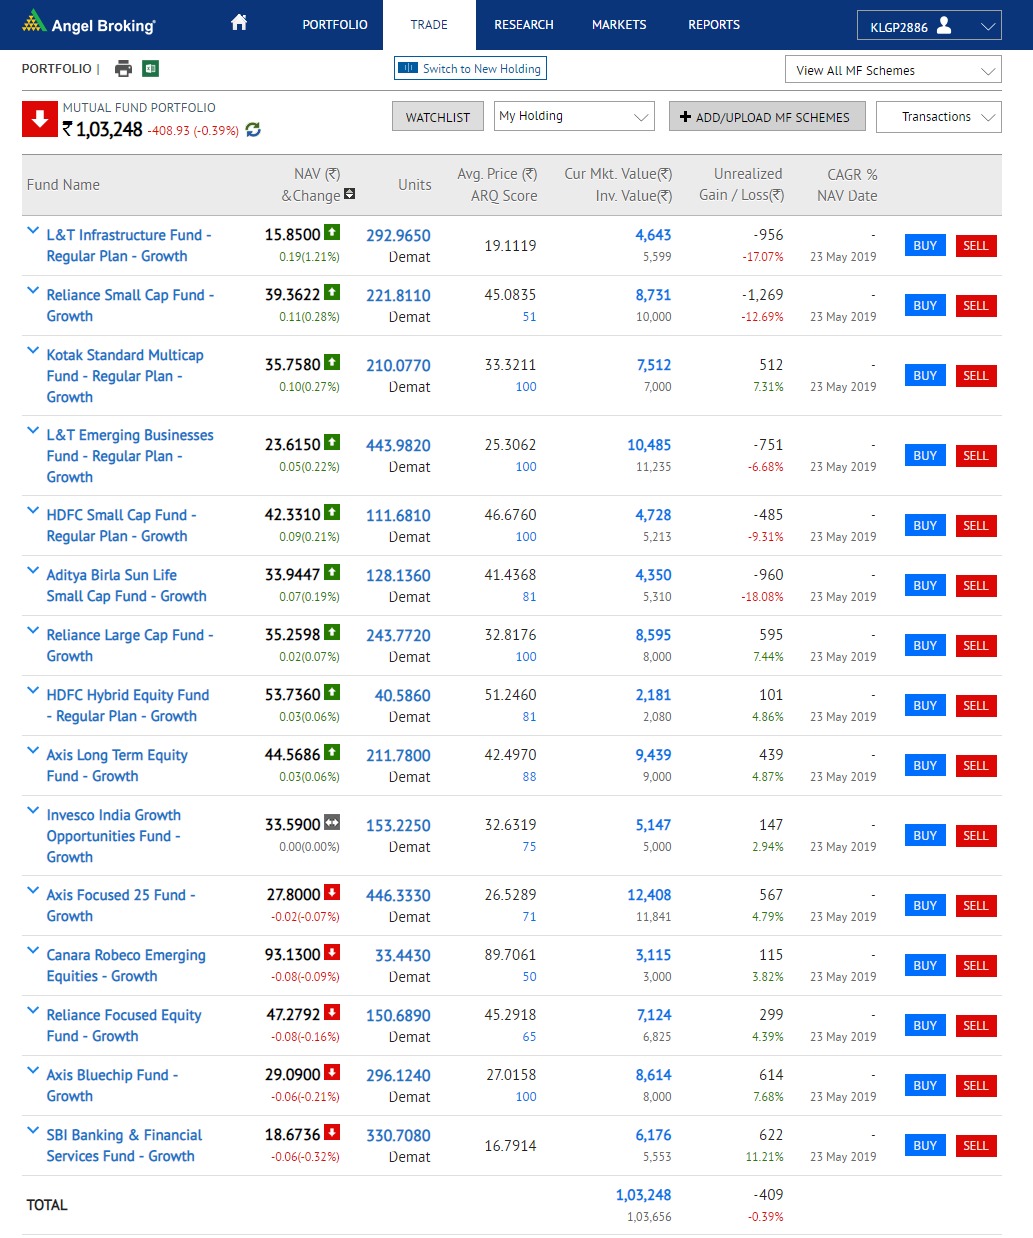 Angel Broking
PORTFOLIO TRADE RESEARCH MARKETS REPORTS KLGP2886
PORTFOLIO | Switch to New Holding View All MF Schemes
MUTUAL FUND PORTFOLIO
₹ 1,03,248 -408.93 (-0.39%) WATCHLIST My Holding + ADD/UPLOAD MF SCHEMES Transactions
Fund Name NAV (₹) &Change Units Avg. Price (₹) ARQ Score Cur Mkt. Value(₹) Inv. Value(₹) Unrealized Gain / Loss(₹) CAGR % NAV Date
L&T Infrastructure Fund - 15.8500 292.9650 19.1119 4,643 -956 - BUY SELL
Regular Plan - Growth 0.19(1.21%) Demat 5,599 -17.07% 23 May 2019
Reliance Small Cap Fund - 39.3622 221.8110 45.0835 8,731 -1,269 - BUY SELL
Growth 0.11(0.28%) Demat 51 10,000 -12.69% 23 May 2019
Kotak Standard Multicap
Fund - Regular Plan - 35.7580 210.0770 33.3211 7,512 512 - BUY SELL
Growth 0.10(0.27%) Demat 100 7,000 7.31% 23 May 2019
L&T Emerging Businesses
Fund - Regular Plan - 23.6150 443.9820 25.3062 10,485 -751 - BUY SELL
Growth 0.05(0.22%) Demat 100 11,235 -6.68% 23 May 2019
HDFC Small Cap Fund - 42.3310 111.6810 46.6760 4,728 -485 - BUY SELL
Regular Plan - Growth 0.09(0.21%) Demat 100 5,213 -9.31% 23 May 2019
Aditya Birla Sun Life 33.9447 128.1360 41.4368 4,350 -960 - BUY SELL
Small Cap Fund - Growth 0.07(0.19%) Demat 81 5,310 -18.08% 23 May 2019
Reliance Large Cap Fund - 35.2598 243.7720 32.8176 8,595 595 - BUY SELL
Growth 0.02(0.07%) Demat 100 8,000 7.44% 23 May 2019
HDFC Hybrid Equity Fund 53.7360 40.5860 51.2460 2,181 101 - BUY SELL
- Regular Plan - Growth 0.03(0.06%) Demat 81 2,080 4.86% 23 May 2019
Axis Long Term Equity 44.5686 211.7800 42.4970 9,439 439 - BUY SELL
Fund - Growth 0.03(0.06%) Demat 88 9,000 4.87% 23 May 2019
Invesco India Growth
Opportunities Fund - 33.5900 153.2250 32.6319 5,147 147 - BUY SELL
Growth 0.00(0.00%) Demat 75 5,000 2.94% 23 May 2019
Axis Focused 25 Fund - 27.8000 446.3330 26.5289 12,408 567 - BUY SELL
Growth -0.02(-0.07%) Demat 71 11,841 4.79% 23 May 2019
Canara Robeco Emerging 93.1300 33.4430 89.7061 3,115 115 - BUY SELL
Equities - Growth -0.08(-0.09%) Demat 50 3,000 3.82% 23 May 2019
Reliance Focused Equity 47.2792 150.6890 45.2918 7,124 299 - BUY SELL
Fund - Growth -0.08(-0.16%) Demat 65 6,825 4.39% 23 May 2019
Axis Bluechip Fund - 29.0900 296.1240 27.0158 8,614 614 - BUY SELL
Growth -0.06(-0.21%) Demat 100 8,000 7.68% 23 May 2019
SBI Banking & Financial 18.6736 330.7080 16.7914 6,176 622 - BUY SELL
Services Fund - Growth -0.06(-0.32%) Demat 5,553 11.21% 23 May 2019
TOTAL 1,03,248 -409
1,03,656 -0.39%